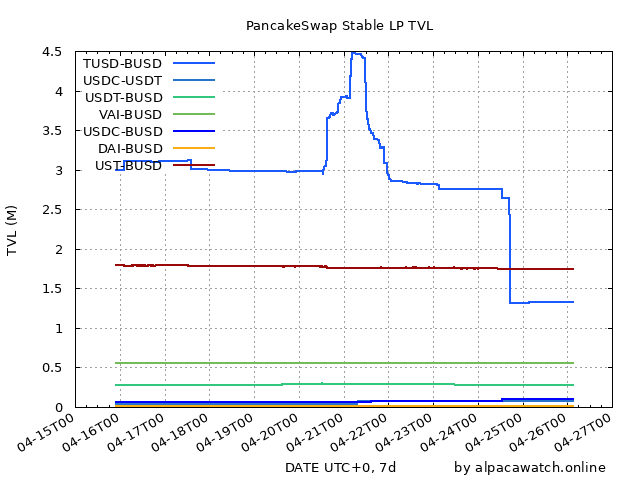 PancakeSwap Stable LP TVL
TUSD-BUSD
USDC-USDT
USDT-BUSD
VAI-BUSD
USDC-BUSD
DAI-BUSD
UST-BUSD
TVL (M)
4.5
4
3.5
3
2.5
2
1.5
1
0.5
0
04-15T00
04-16T00
04-17T00
04-18T00
04-19T00
04-20T00
04-21T00
04-22T00
04-23T00
04-24T00
04-25T00
04-26T00
04-27T00
DATE UTC+0, 7d
by alpacawatch.online